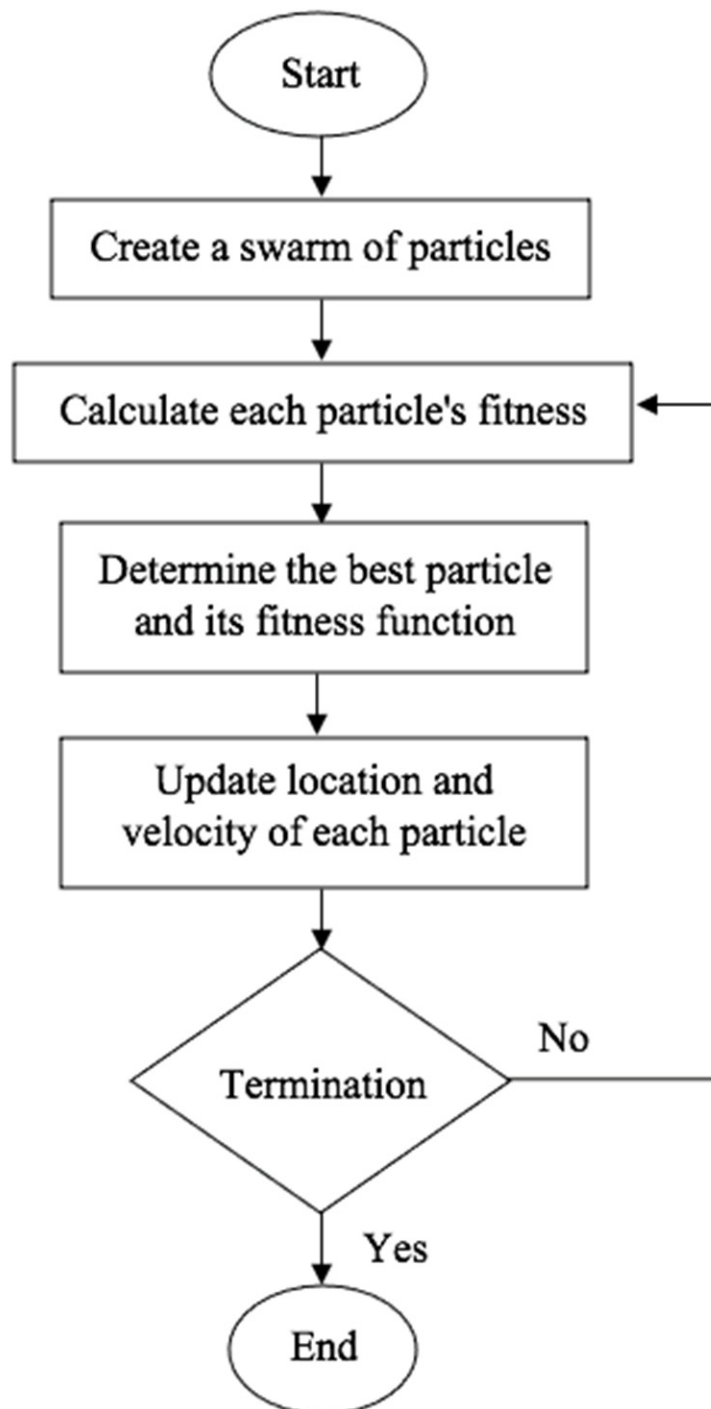 Start
Create a swarm of particles
Calculate each particle's fitness
Determine the best particle
and its fitness function
Update location and
velocity of each particle
No
Termination
Yes
End